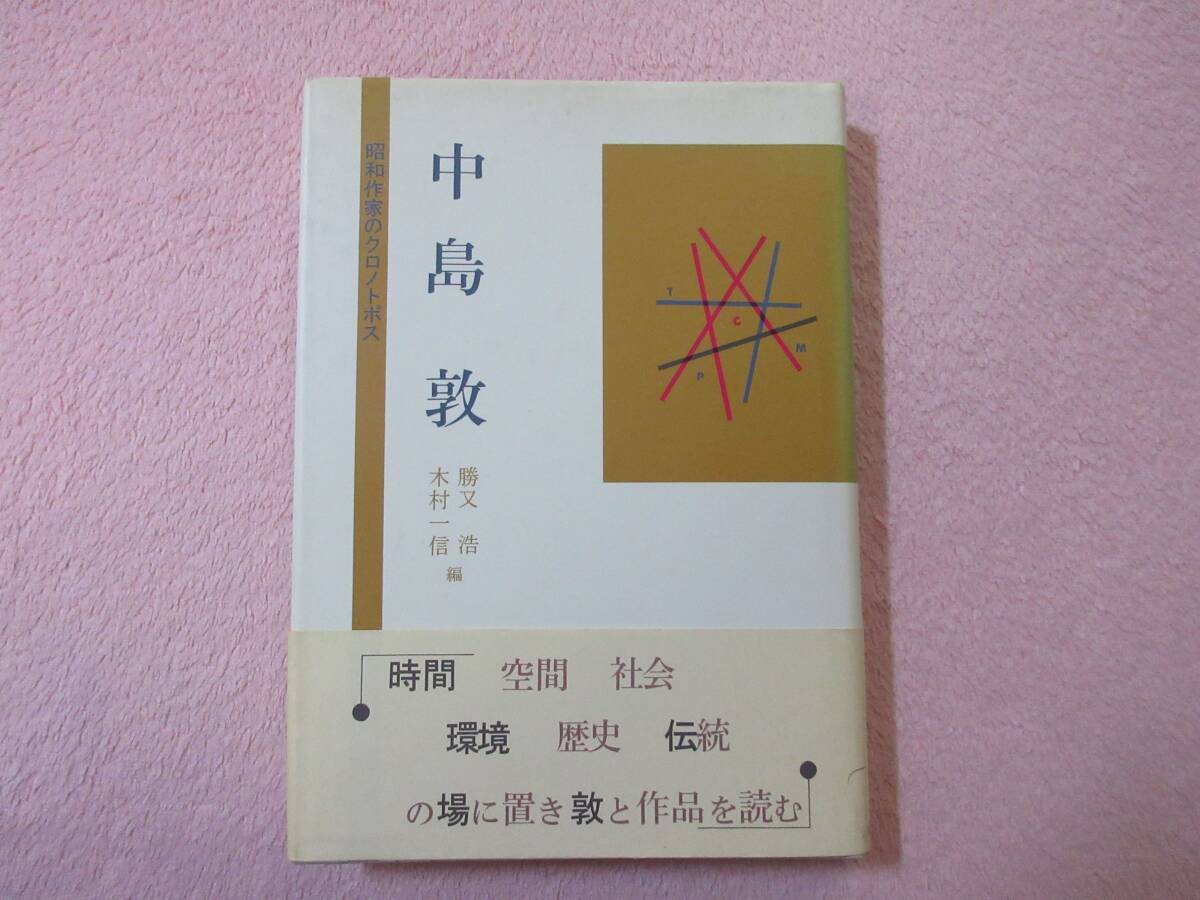 昭和作家のクロノトポス
中島敦
勝又 浩
木村一信
編
T
C
M
P
時間 空間 社会
環境 歴史 伝統
の場に置き敦と作品を読む